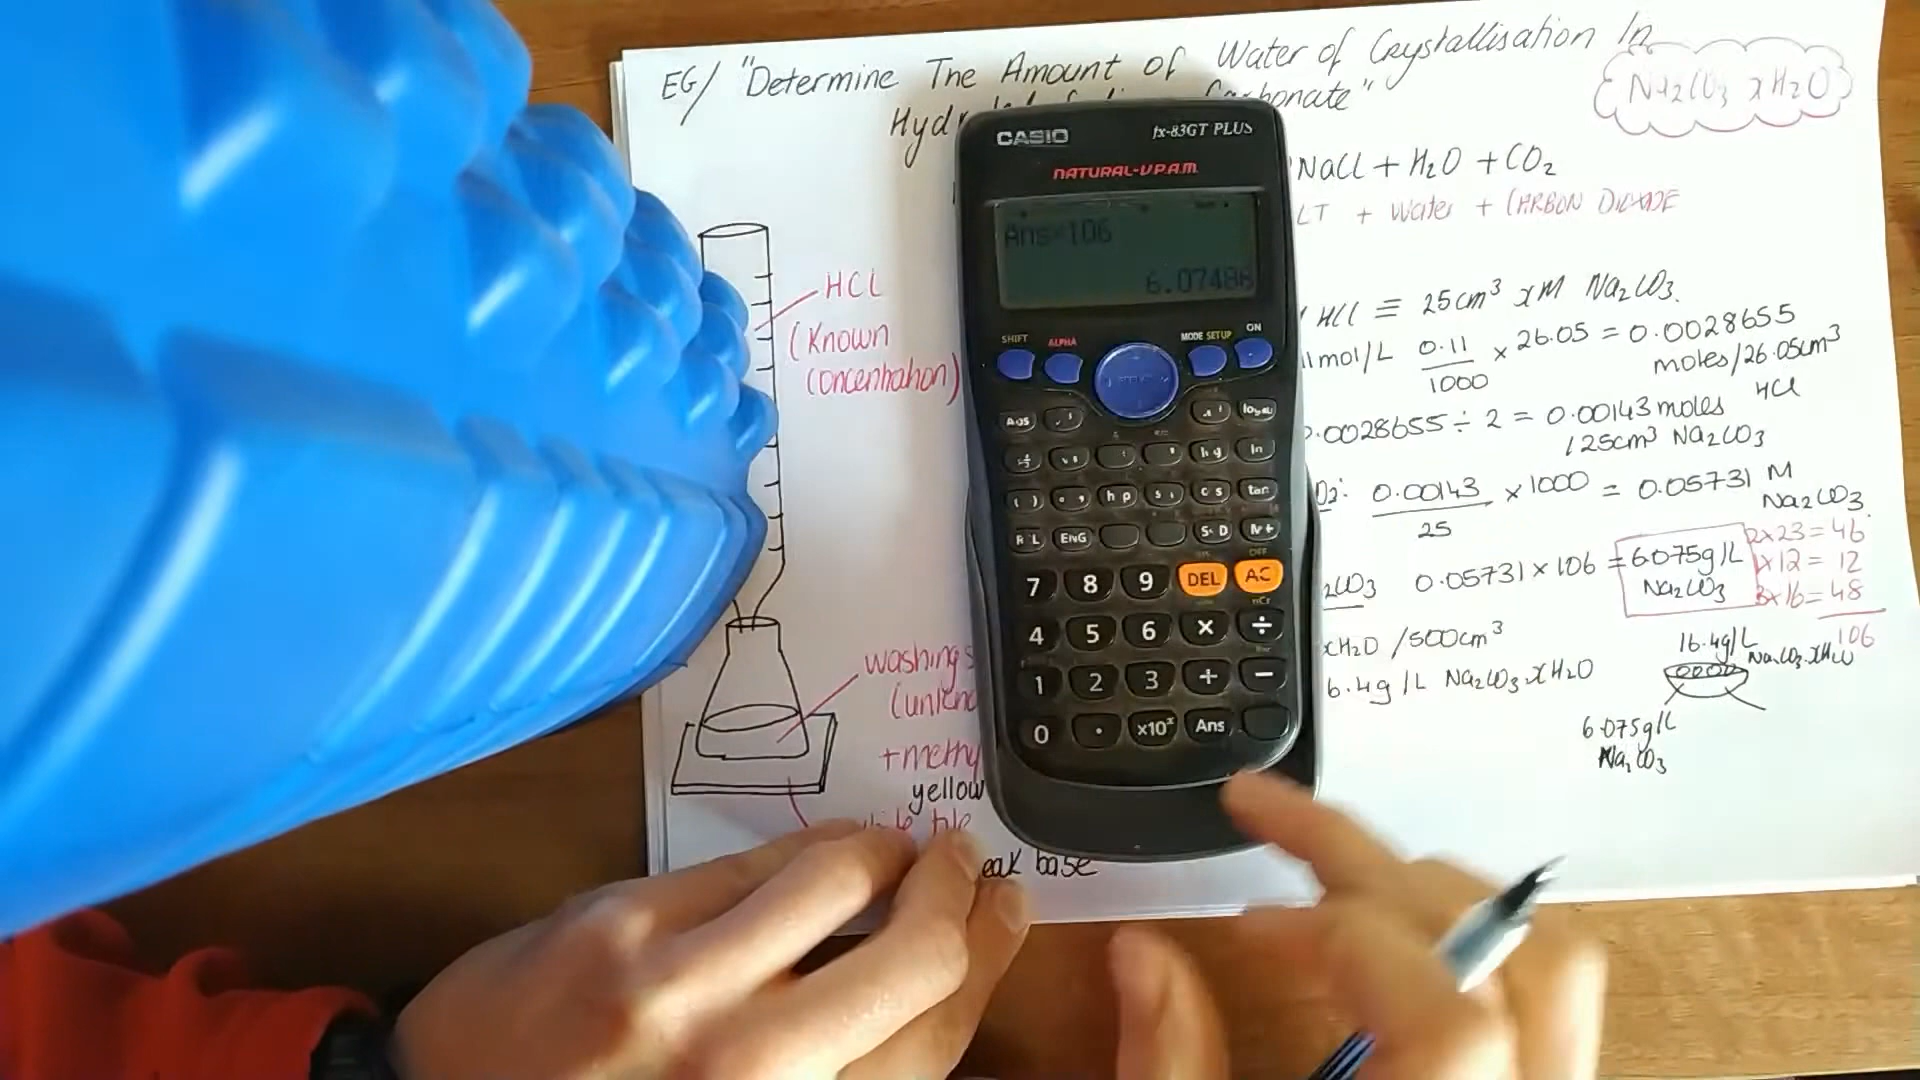 EG/ "Determine The Amount of Water of Crystallisation In
Carbonate"
Na2CO3 xH2O
NaCl + H2O + CO2
+ Water + CARBON DIOXIDE
HCl
(Known
Concentration)
HCl ≡ 25cm³ xM Na2CO3.
mol/L 0.11/1000 × 26.05 = 0.0028655
moles/26.05cm³
HCl
.0028655 ÷ 2 = 0.00143 moles
/25cm³ Na2CO3
0.00143/25 × 1000 = 0.05731 M
Na2CO3.
2×23 = 46
1×12 = 12
3×16 = 48
106
0.05731 × 106 = 6.075g/L
Na2CO3
xH2O /500cm³
6.4g /L Na2CO3.xH2O
16.4g/L
Na2CO3.xH2O
6.075g/L
Na2CO3
washing
+methy
yellow
eak base
CASIO
fx-83GT PLUS
NATURAL-V.P.A.M.
Ans×106
6.07486
SHIFT ALPHA MODE SETUP ON
Abs
ln
hyp tan
ENG
7 8 9 DEL AC
4 5 6 × ÷
1 2 3 + −
0 . ×10ˣ Ans